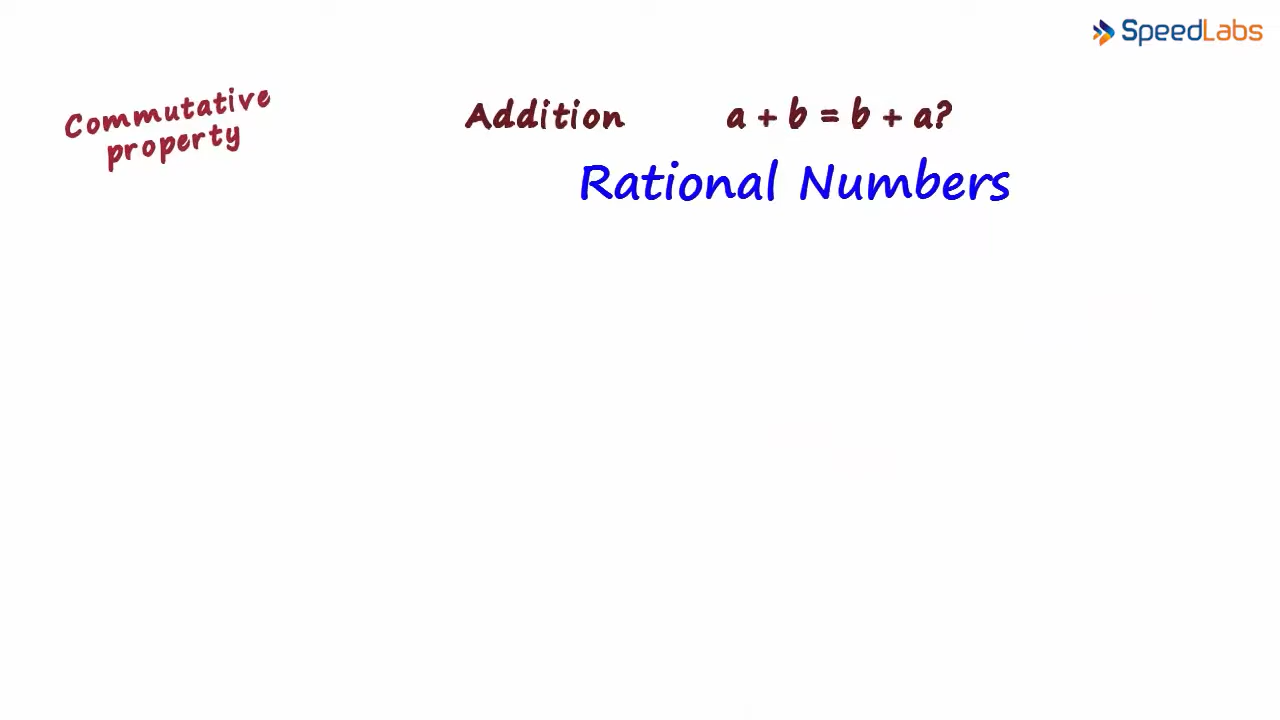 SpeedLabs
Commutative
property
Addition a + b = b + a?
Rational Numbers